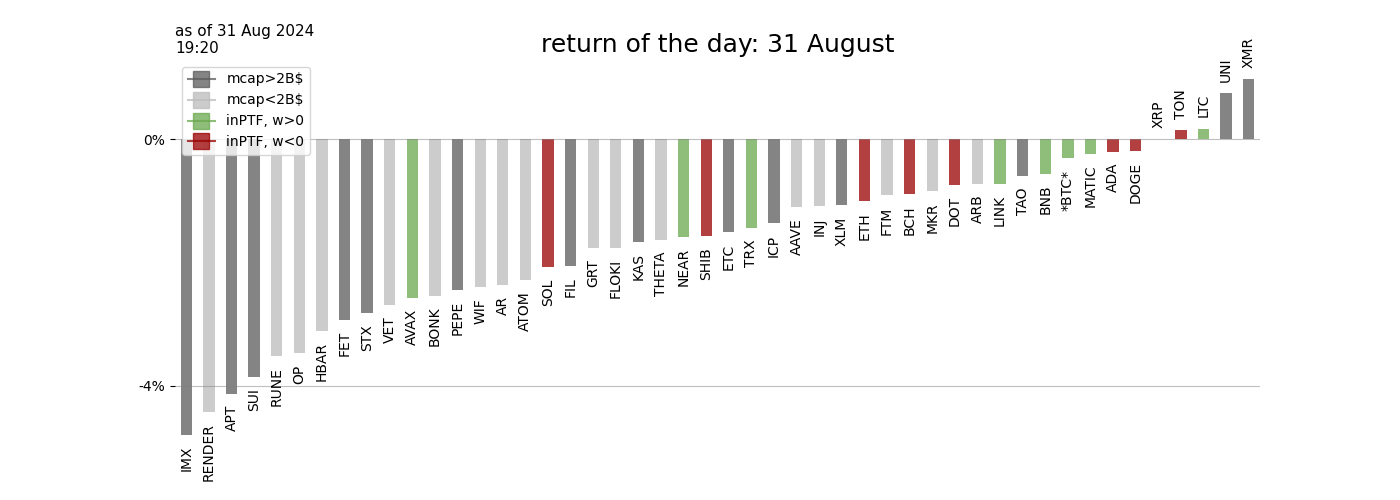 as of 31 Aug 2024
19:20
return of the day: 31 August
mcap>2B$
mcap<2B$
inPTF, w>0
inPTF, w<0
0%
-4%
IMX
RENDER
APT
SUI
RUNE
OP
HBAR
FET
STX
VET
AVAX
BONK
PEPE
WIF
AR
ATOM
SOL
FIL
GRT
FLOKI
KAS
THETA
NEAR
SHIB
ETC
TRX
ICP
AAVE
INJ
XLM
ETH
FTM
BCH
MKR
DOT
ARB
LINK
TAO
BNB
*BTC*
MATIC
ADA
DOGE
XRP
TON
LTC
UNI
XMR